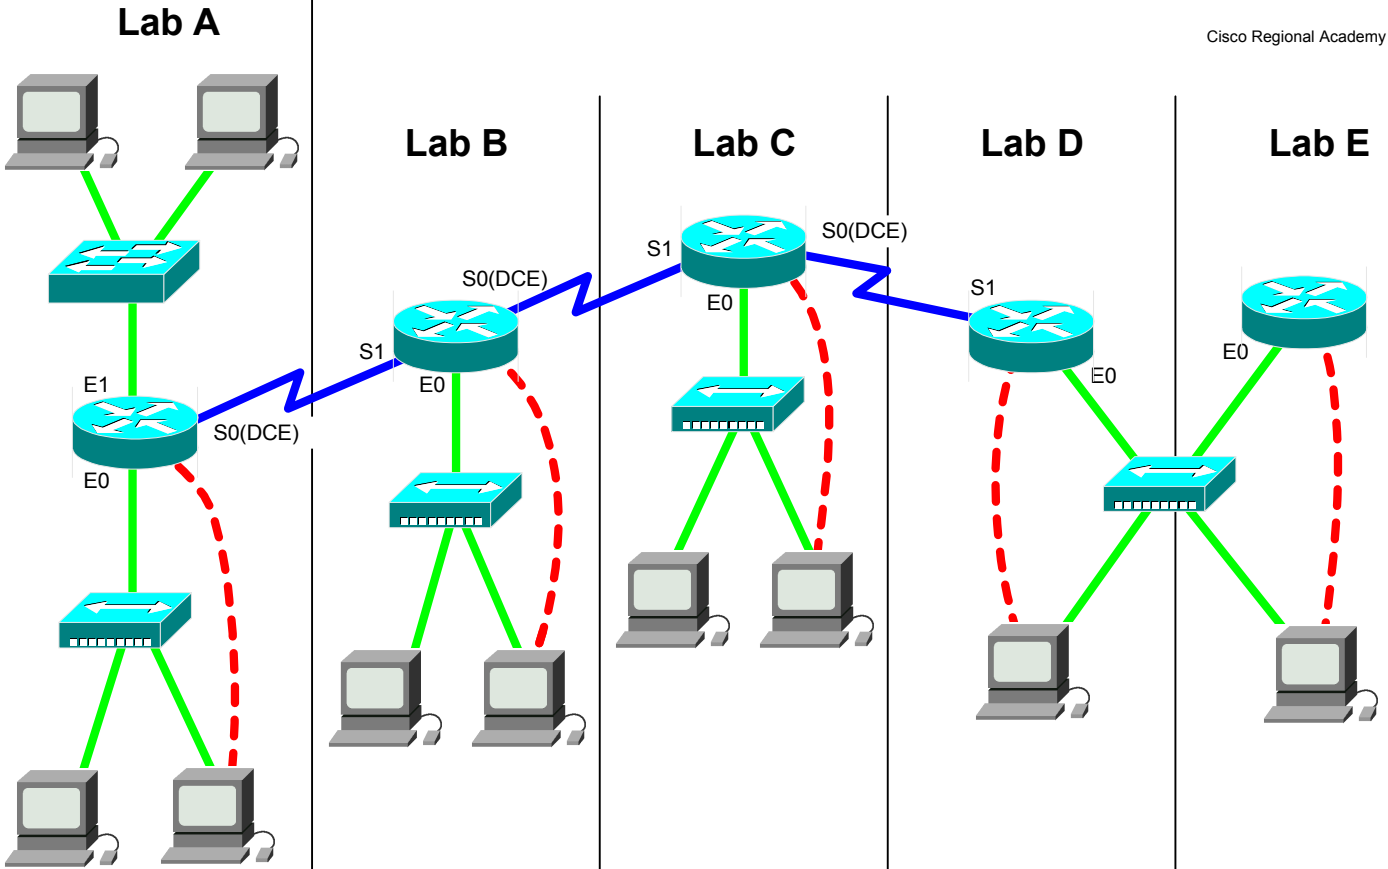 Lab A
Cisco Regional Academy
Lab B
Lab C
Lab D
Lab E
S0(DCE)
S1
S0(DCE)
E0
S1
E0
S1
E0
E0
E1
S0(DCE)
E0